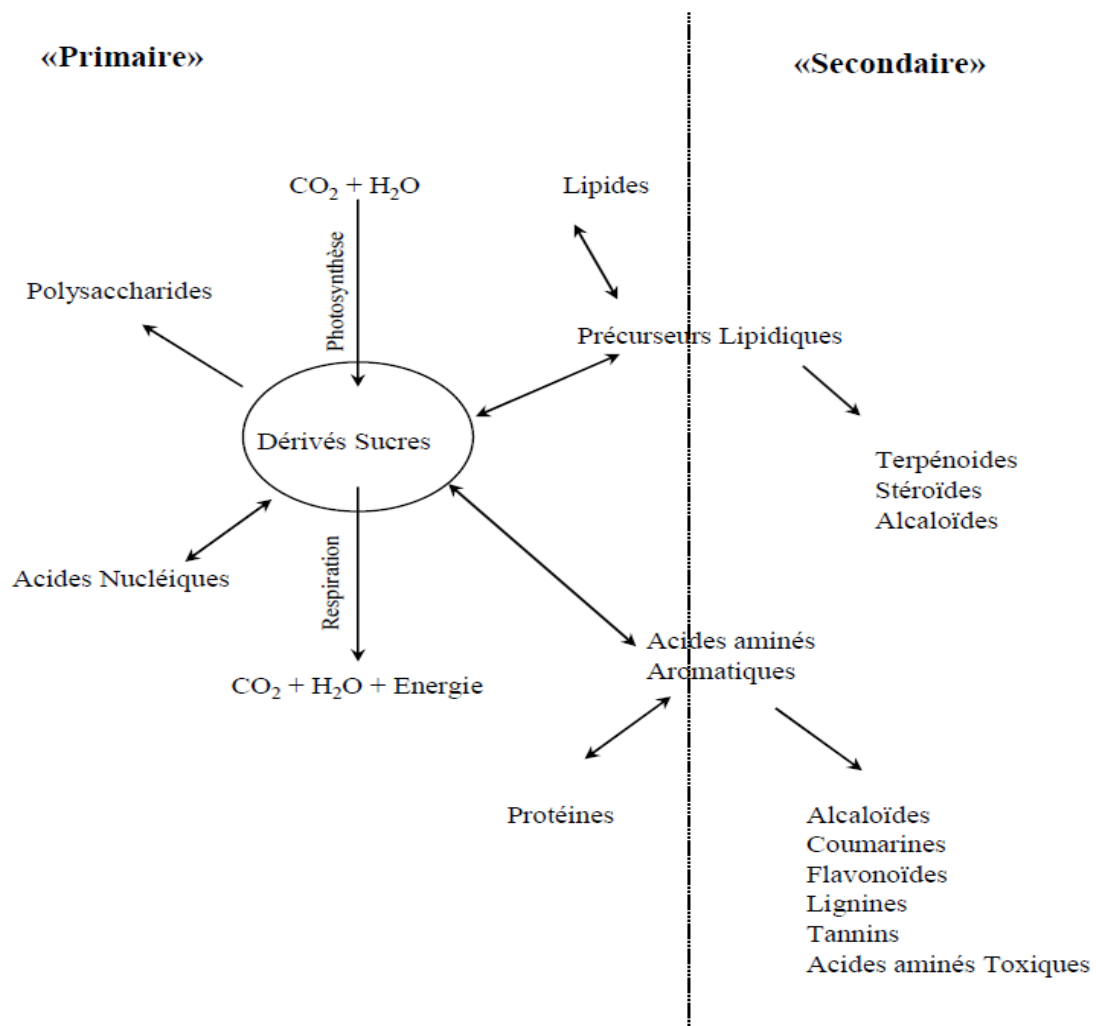 «Primaire»
«Secondaire»
CO₂ + H₂O
Lipides
Photosynthèse
Polysaccharides
Précurseurs Lipidiques
Dérivés Sucres
Terpénoides
Stéroïdes
Alcaloïdes
Acides Nucléiques
Respiration
Acides aminés
Aromatiques
CO₂ + H₂O + Energie
Protéines
Alcaloïdes
Coumarines
Flavonoïdes
Lignines
Tannins
Acides aminés Toxiques